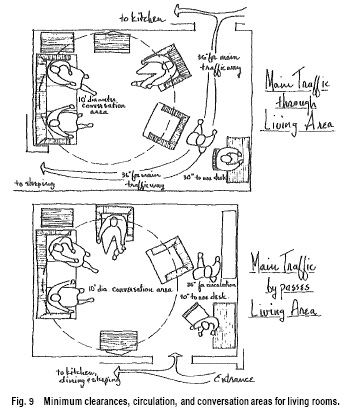 to kitchen
36" for main
traffic way
Main Traffic
through
Living Area
10' diameter
conversation
area
36" for main
traffic way
30" to use desk
to sleeping
10' dia conversation area
36" for circulation
30" to use desk
Main Traffic
by passes
Living Area
to kitchen,
dining & sleeping
Entrance
Fig. 9 Minimum clearances, circulation, and conversation areas for living rooms.